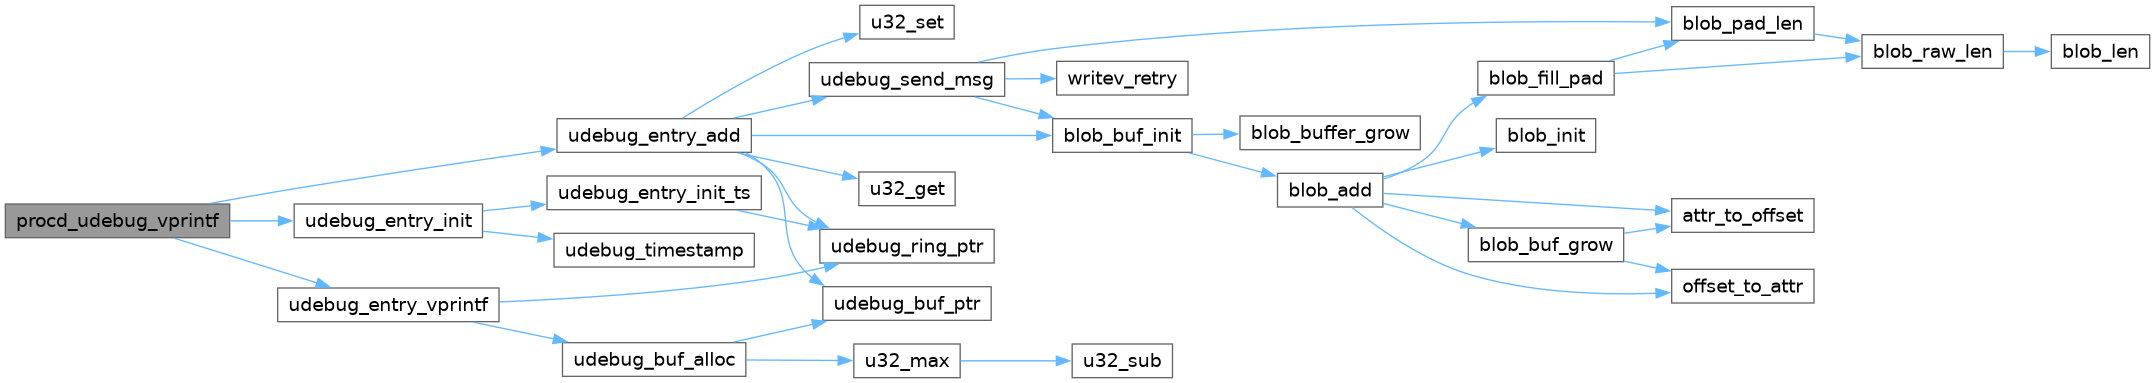 procd_udebug_vprintf
udebug_entry_add
u32_set
udebug_send_msg
blob_pad_len
blob_raw_len
blob_len
writev_retry
blob_buf_init
blob_buffer_grow
blob_add
blob_fill_pad
blob_init
attr_to_offset
blob_buf_grow
offset_to_attr
u32_get
udebug_ring_ptr
udebug_buf_ptr
udebug_entry_init
udebug_entry_init_ts
udebug_timestamp
udebug_entry_vprintf
udebug_buf_alloc
u32_max
u32_sub